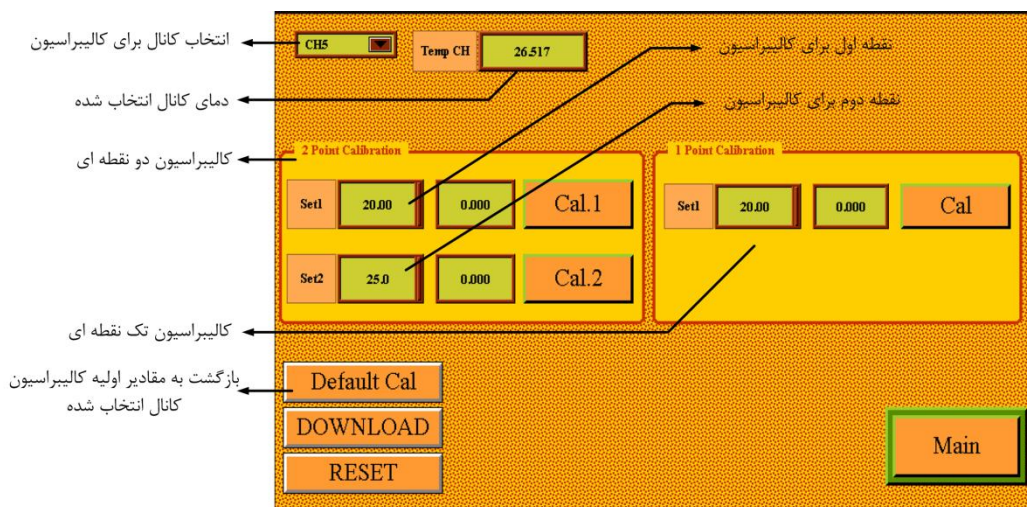 انتخاب کانال برای کالیبراسیون
CH5
Temp CH
26.517
نقطه اول برای کالیبراسیون
دمای کانال انتخاب شده
نقطه دوم برای کالیبراسیون
کالیبراسیون دو نقطه ای
2 Point Calibration
Set1
20.00
0.000
Cal.1
Set2
25.0
0.000
Cal.2
1 Point Calibration
Set1
20.00
0.000
Cal
کالیبراسیون تک نقطه ای
بازگشت به مقادیر اولیه کالیبراسیون
کانال انتخاب شده
Default Cal
DOWNLOAD
RESET
Main